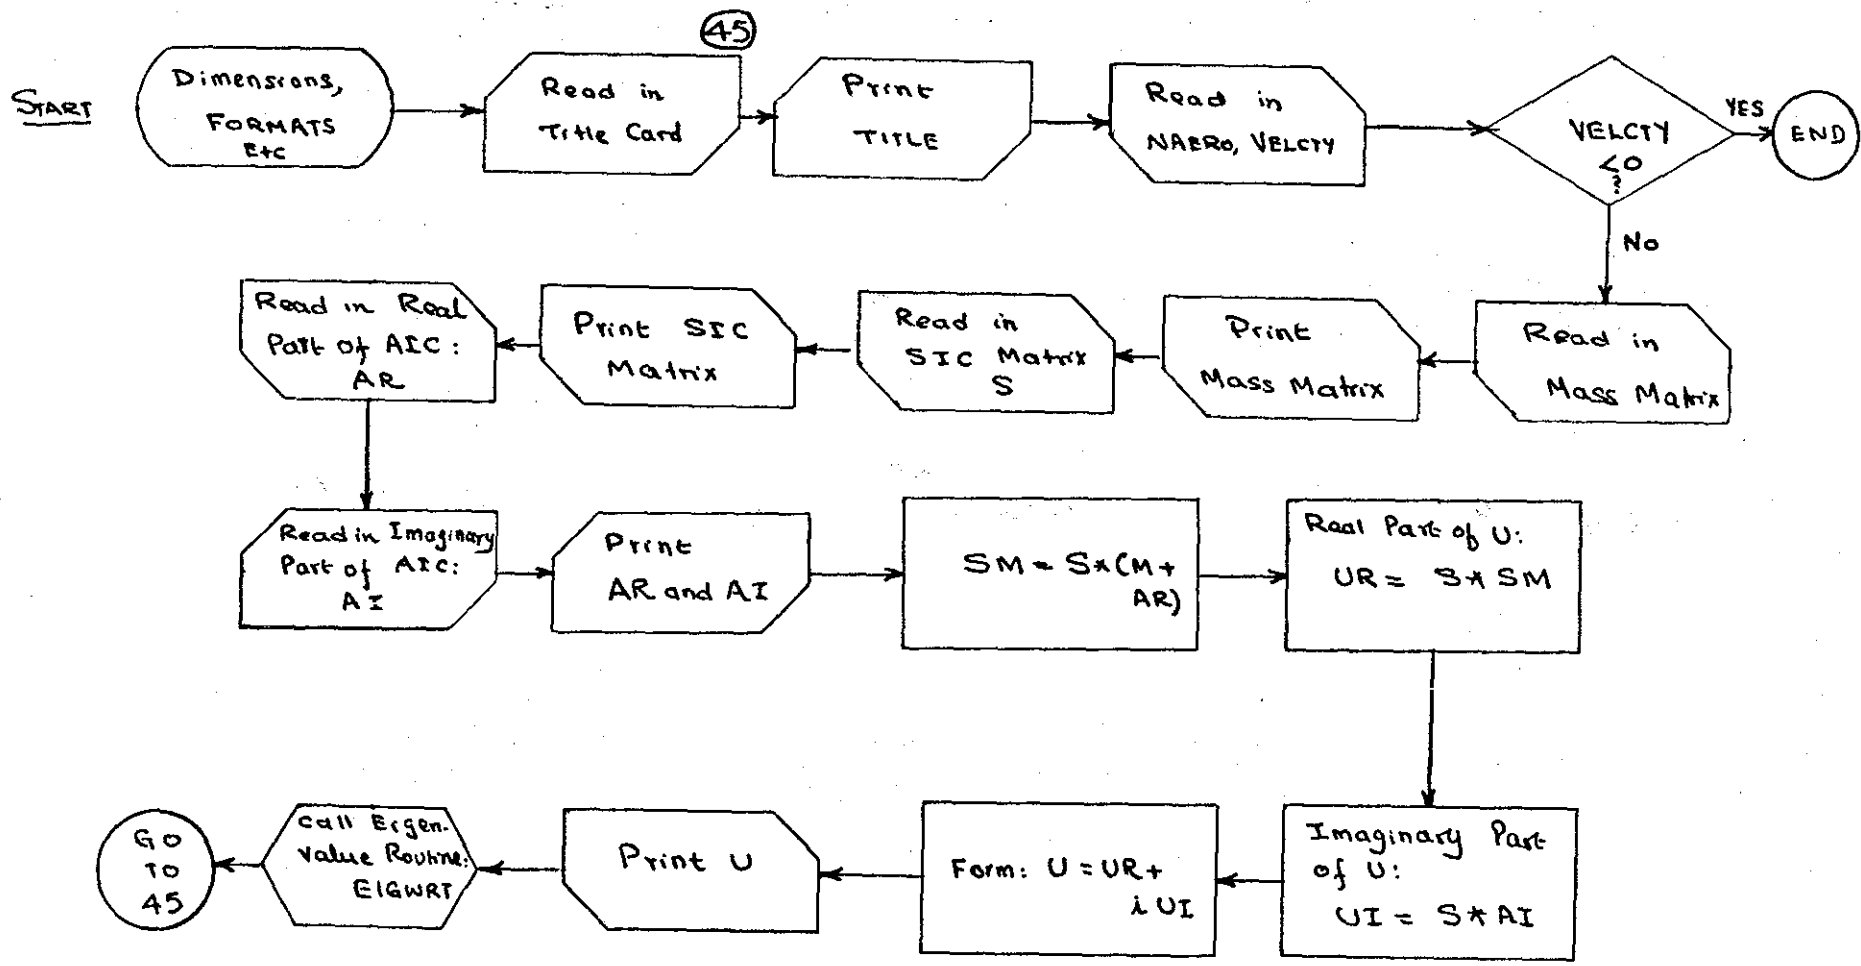 START
Dimensions,
FORMATS
Etc
45
Read in
Title Card
Print
TITLE
Read in
NAERO, VELCTY
VELCTY
<0
?
YES
END
No
Read in
Mass Matrix
Print
Mass Matrix
Read in
SIC Matrix
S
Print SIC
Matrix
Read in Real
Part of AIC:
AR
Read in Imaginary
Part of AIC:
AI
Print
AR and AI
SM = S*(M+
AR)
Real Part of U:
UR = S* SM
Imaginary Part
of U:
UI = S* AI
Form: U = UR+
i UI
Print U
call Eigen-
value Routine:
EIGWRT
GO
TO
45